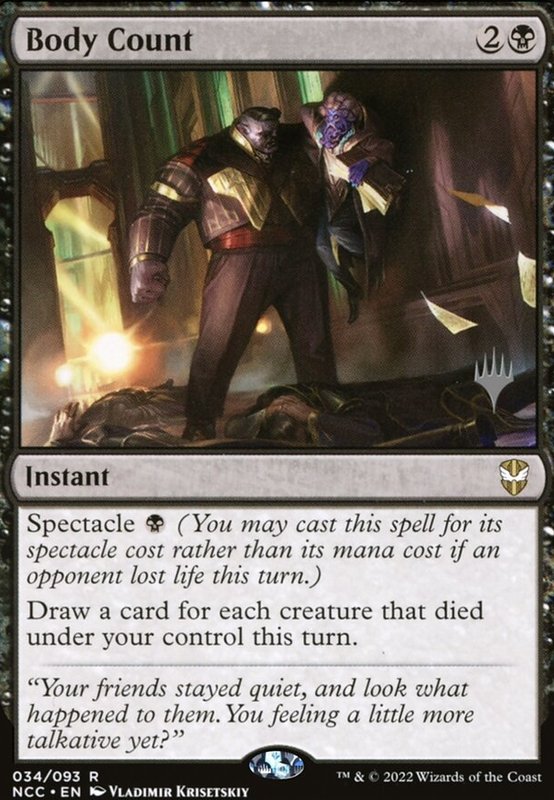 Body Count 2
Instant
Spectacle (You may cast this spell for its
spectacle cost rather than its mana cost if an
opponent lost life this turn.)
Draw a card for each creature that died
under your control this turn.
“Your friends stayed quiet, and look what
happened to them. You feeling a little more
talkative yet?”
034/093 R
NCC • EN Vladimir Krisetskiy
™ & © 2022 Wizards of the Coast